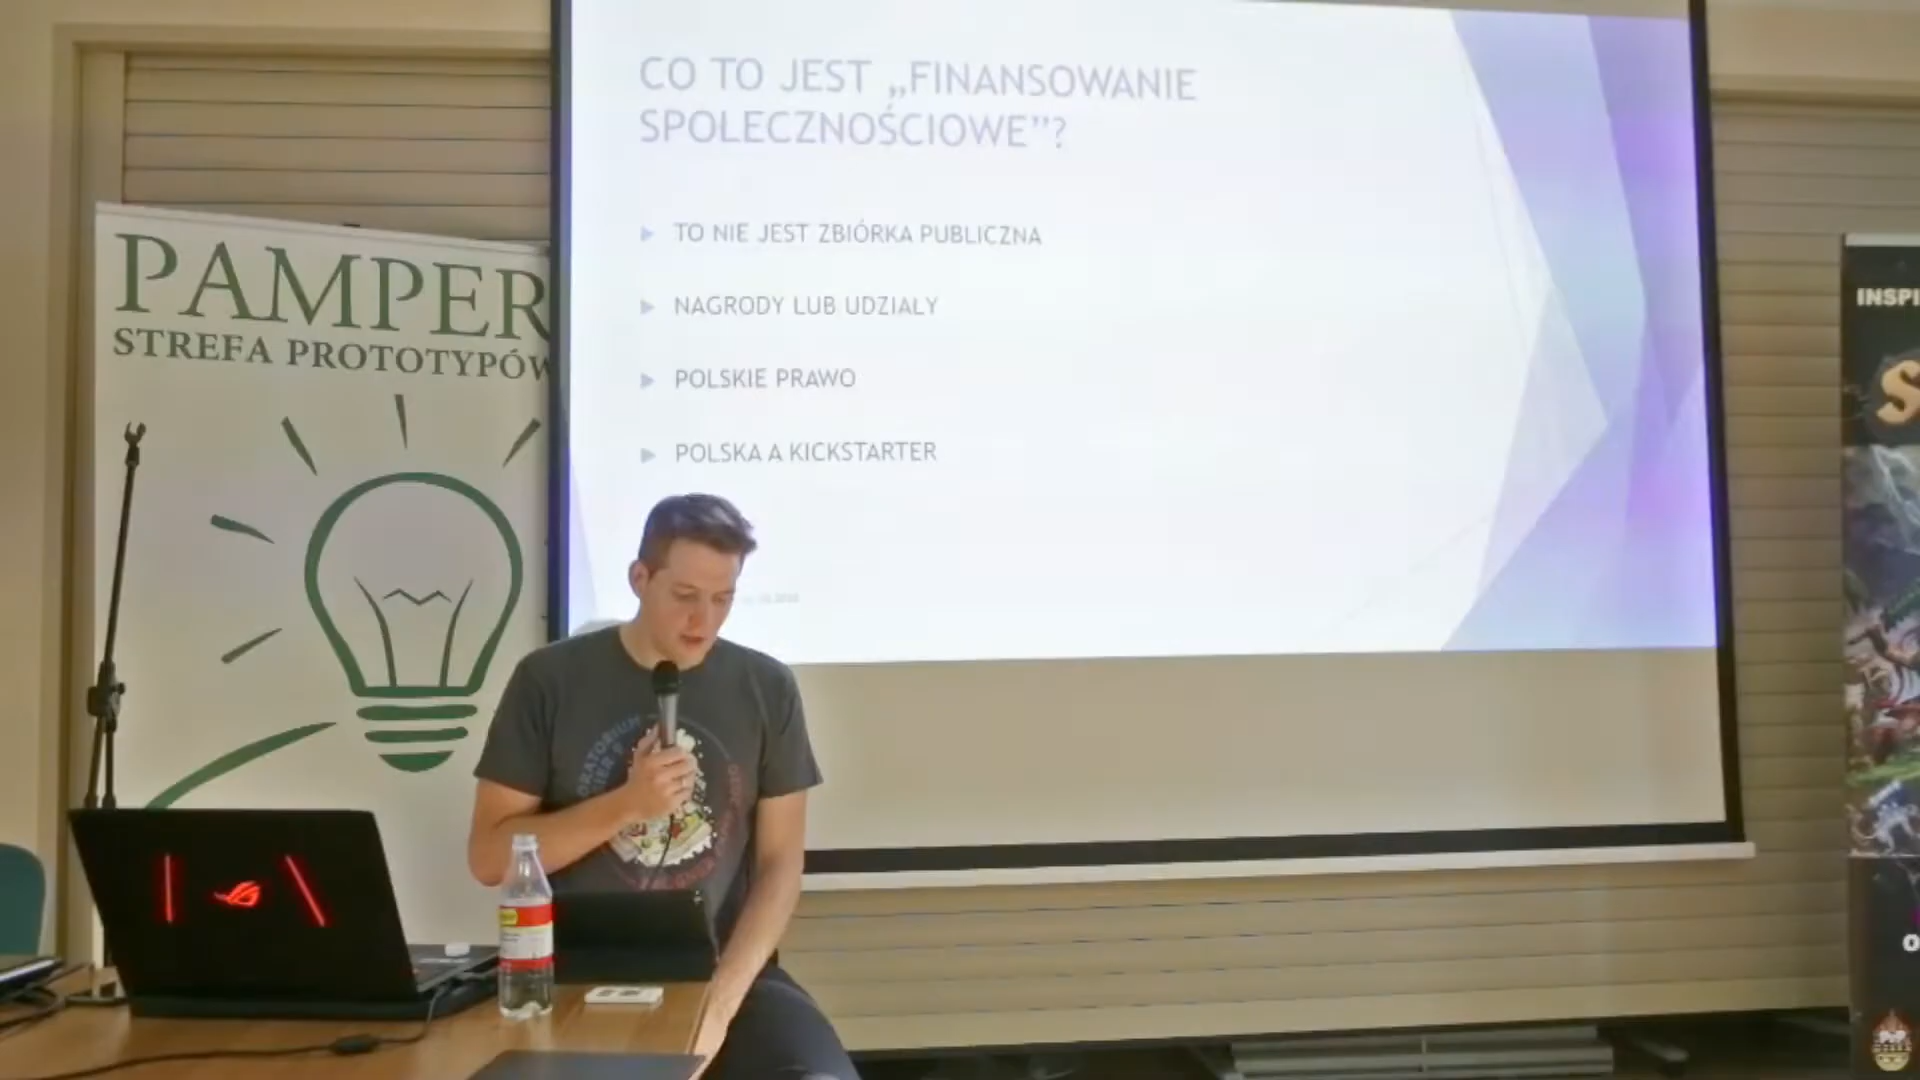 CO TO JEST „FINANSOWANIE
SPOŁECZNOŚCIOWE”?
TO NIE JEST ZBIÓRKA PUBLICZNA
NAGRODY LUB UDZIAŁY
POLSKIE PRAWO
POLSKA A KICKSTARTER
PAMPER
STREFA PROTOTYPÓW
INSPI
S